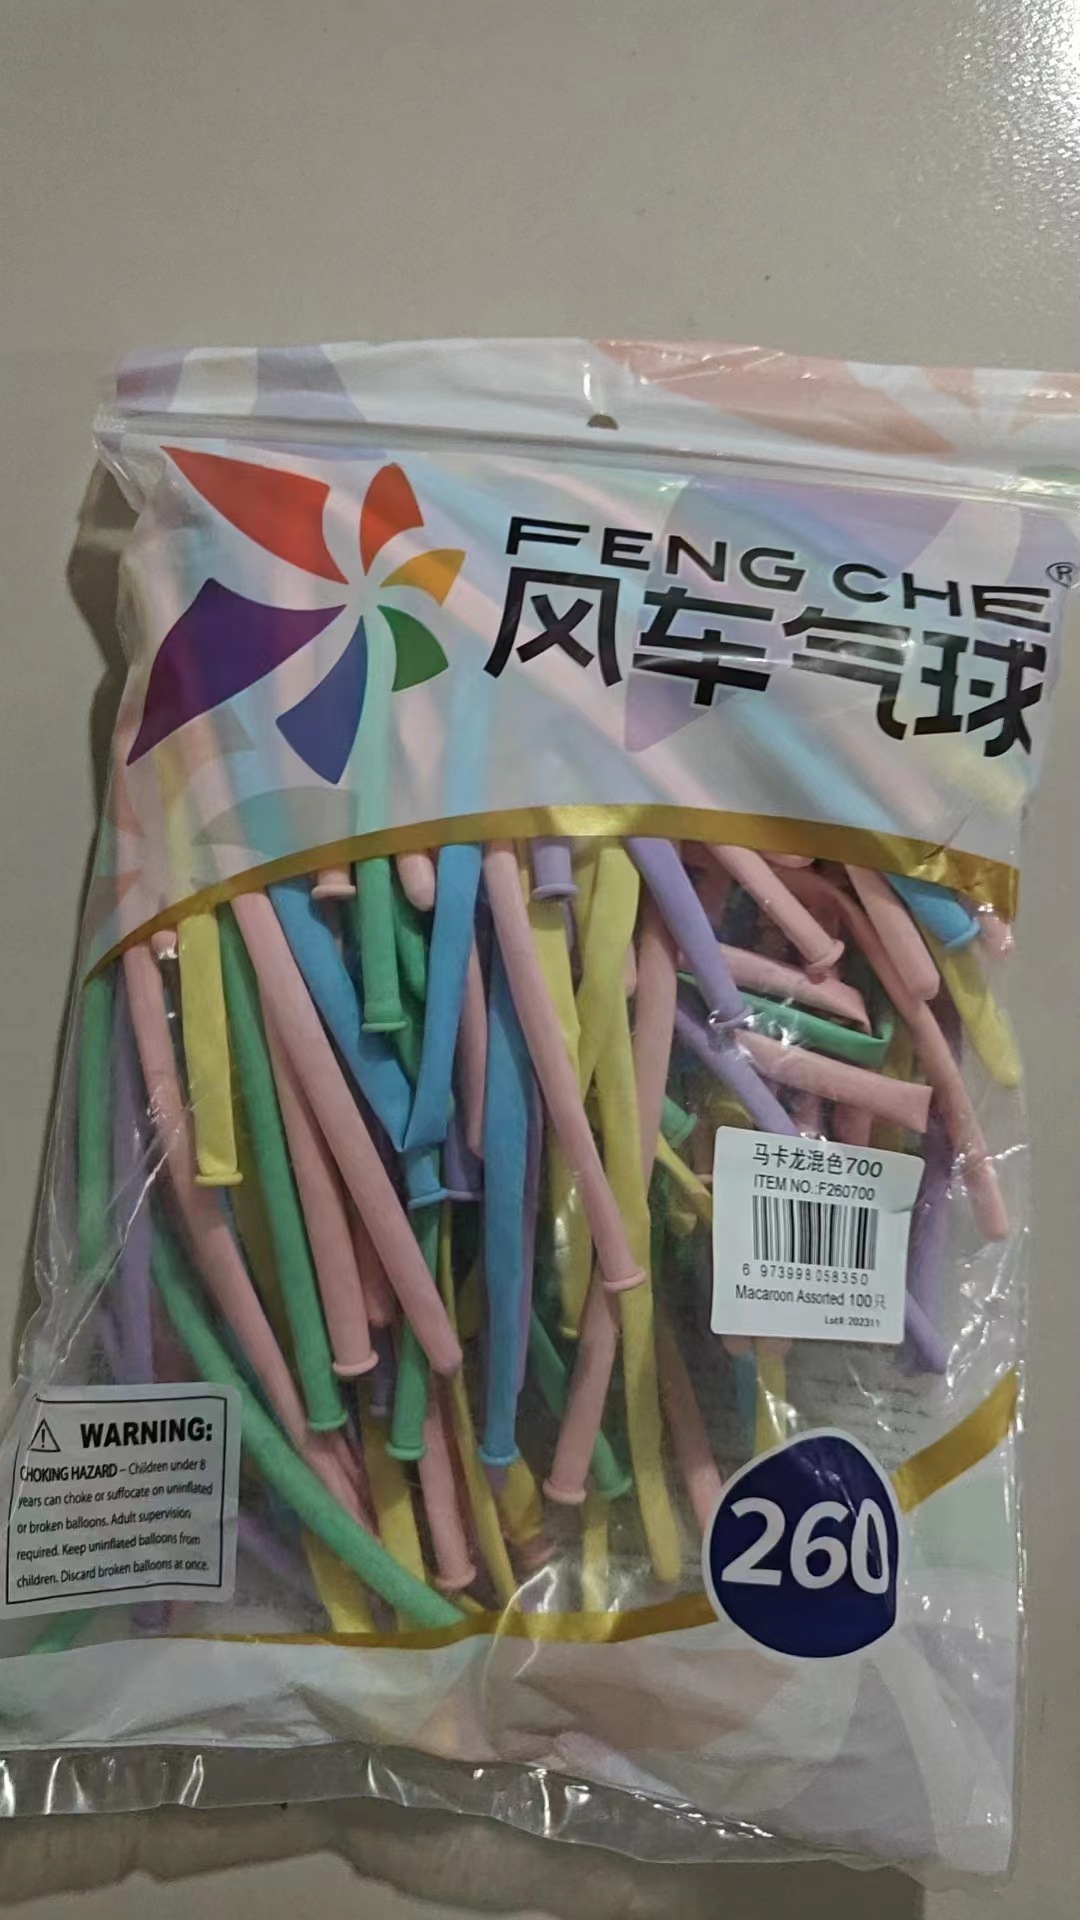 FENG CHE®
风车气球
马卡龙混色700
ITEM NO.:F260700
6 973998 058350
Macaroon Assorted 100只
Lot#: 202311
WARNING:
CHOKING HAZARD – Children under 8
years can choke or suffocate on uninflated
or broken balloons. Adult supervision
required. Keep uninflated balloons from
children. Discard broken balloons at once.
260